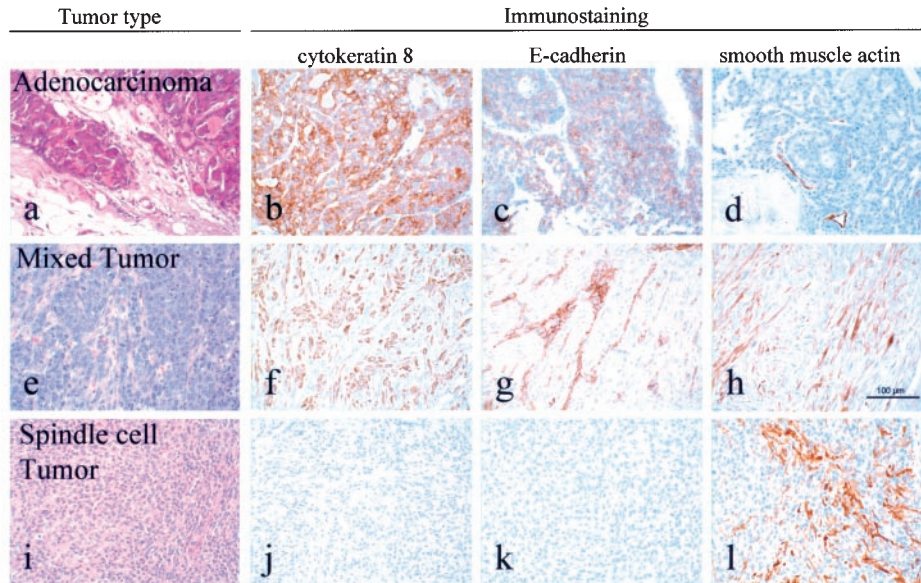 Tumor type Immunostaining
cytokeratin 8 E-cadherin smooth muscle actin
Adenocarcinoma
a b c d
Mixed Tumor
e f g h
100 µm
Spindle cell
Tumor
i j k l